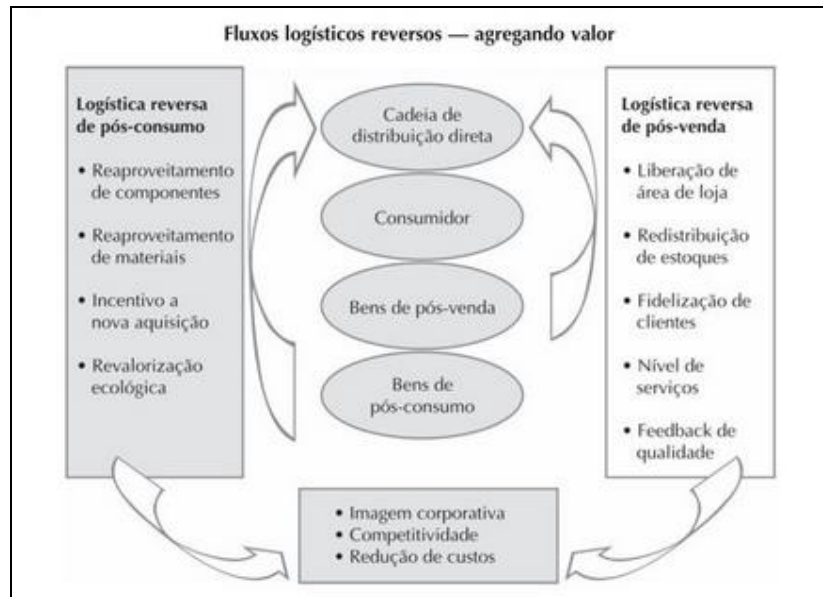 Fluxos logísticos reversos — agregando valor
Logística reversa
de pós-consumo
• Reaproveitamento
de componentes
• Reaproveitamento
de materiais
• Incentivo a
nova aquisição
• Revalorização
ecológica
Cadeia de
distribuição direta
Consumidor
Bens de pós-venda
Bens de
pós-consumo
Logística reversa
de pós-venda
• Liberação de
área de loja
• Redistribuição
de estoques
• Fidelização de
clientes
• Nível de
serviços
• Feedback de
qualidade
• Imagem corporativa
• Competitividade
• Redução de custos